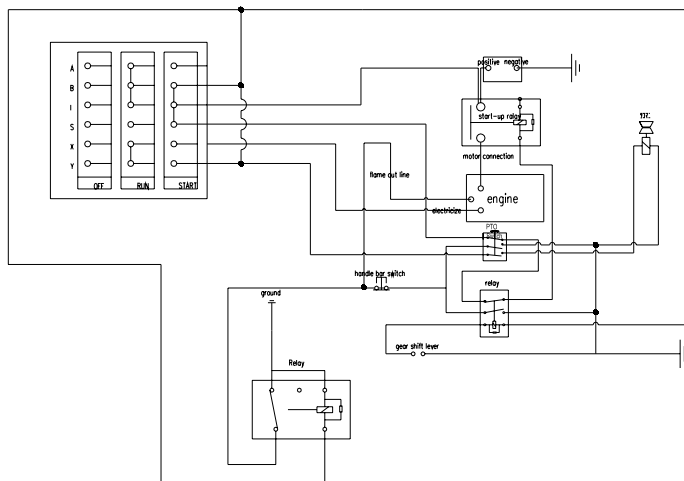 positive negative
A
B
I
S
X
Y
OFF
RUN
START
start-up ralay
motor connection
flame out line
engine
electricize
PTO
handle bar switch
ground
relay
gear shift lever
Relay